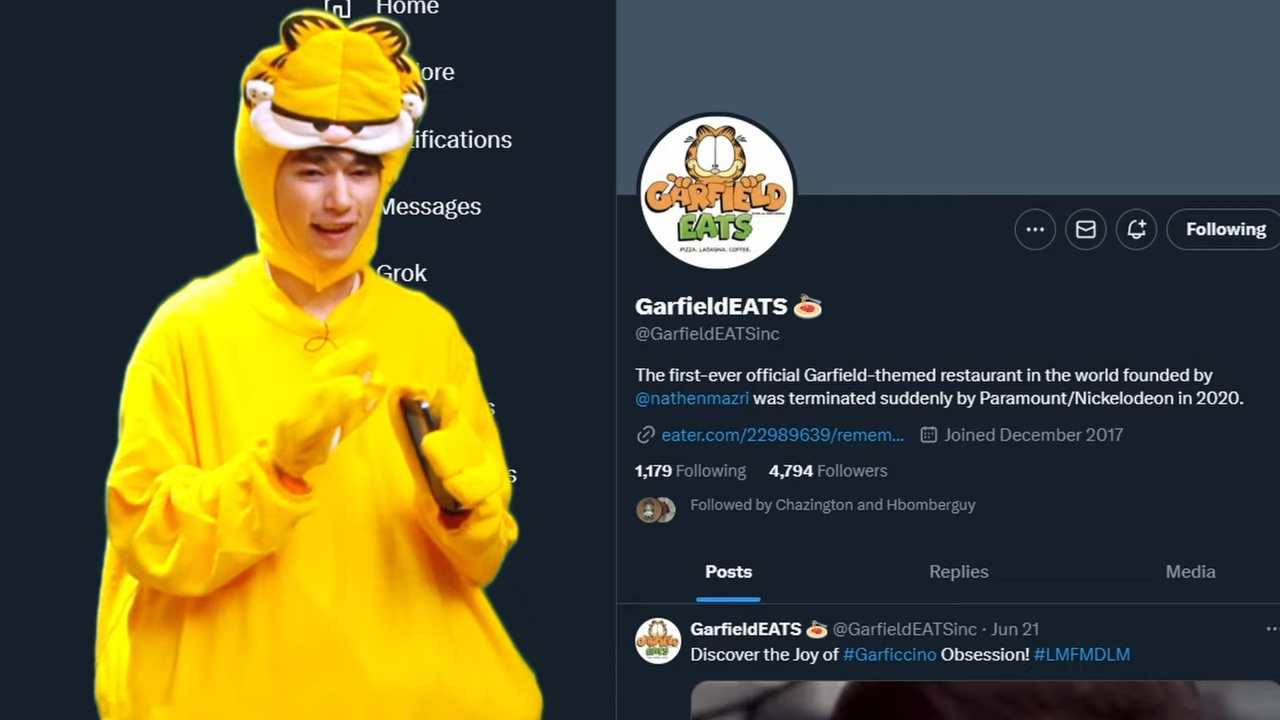 Home
ore
tifications
Messages
Grok
s
s
GARFIELD
EATS
PIZZA. LASAGNA. COFFEE.
Following
GarfieldEATS
@GarfieldEATSinc
The first-ever official Garfield-themed restaurant in the world founded by
@nathenmazri was terminated suddenly by Paramount/Nickelodeon in 2020.
eater.com/22989639/remem... Joined December 2017
1,179 Following 4,794 Followers
Followed by Chazington and Hbomberguy
Posts Replies Media
GarfieldEATS @GarfieldEATSinc · Jun 21
Discover the Joy of #Garficcino Obsession! #LMFMDLM